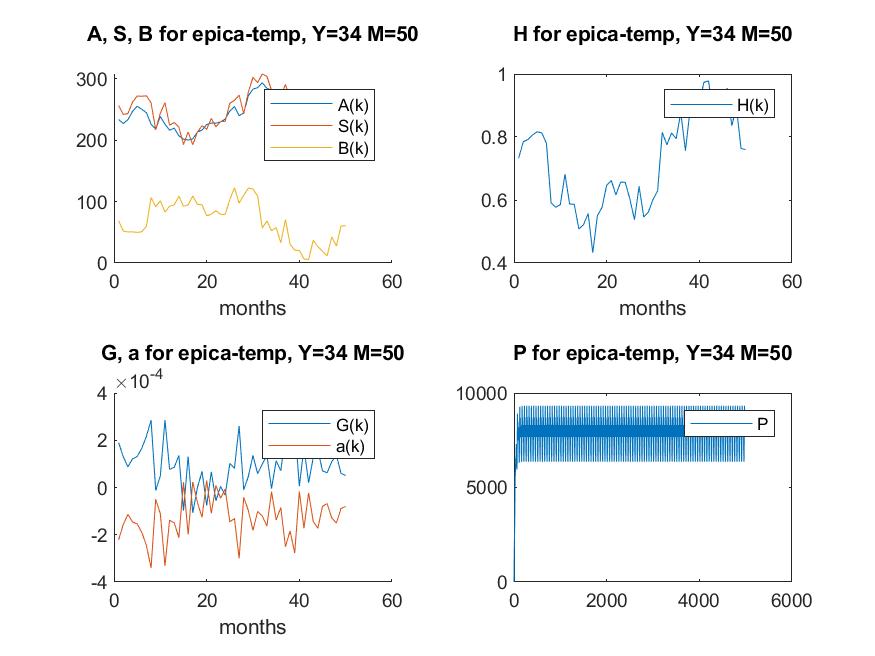 A, S, B for epica-temp, Y=34 M=50
300
200
100
0
0
20
40
60
months
A(k)
S(k)
B(k)
H for epica-temp, Y=34 M=50
1
0.8
0.6
0.4
0
20
40
60
months
H(k)
G, a for epica-temp, Y=34 M=50
×10⁻⁴
4
2
0
-2
-4
0
20
40
60
months
G(k)
a(k)
P for epica-temp, Y=34 M=50
10000
5000
0
0
2000
4000
6000
P